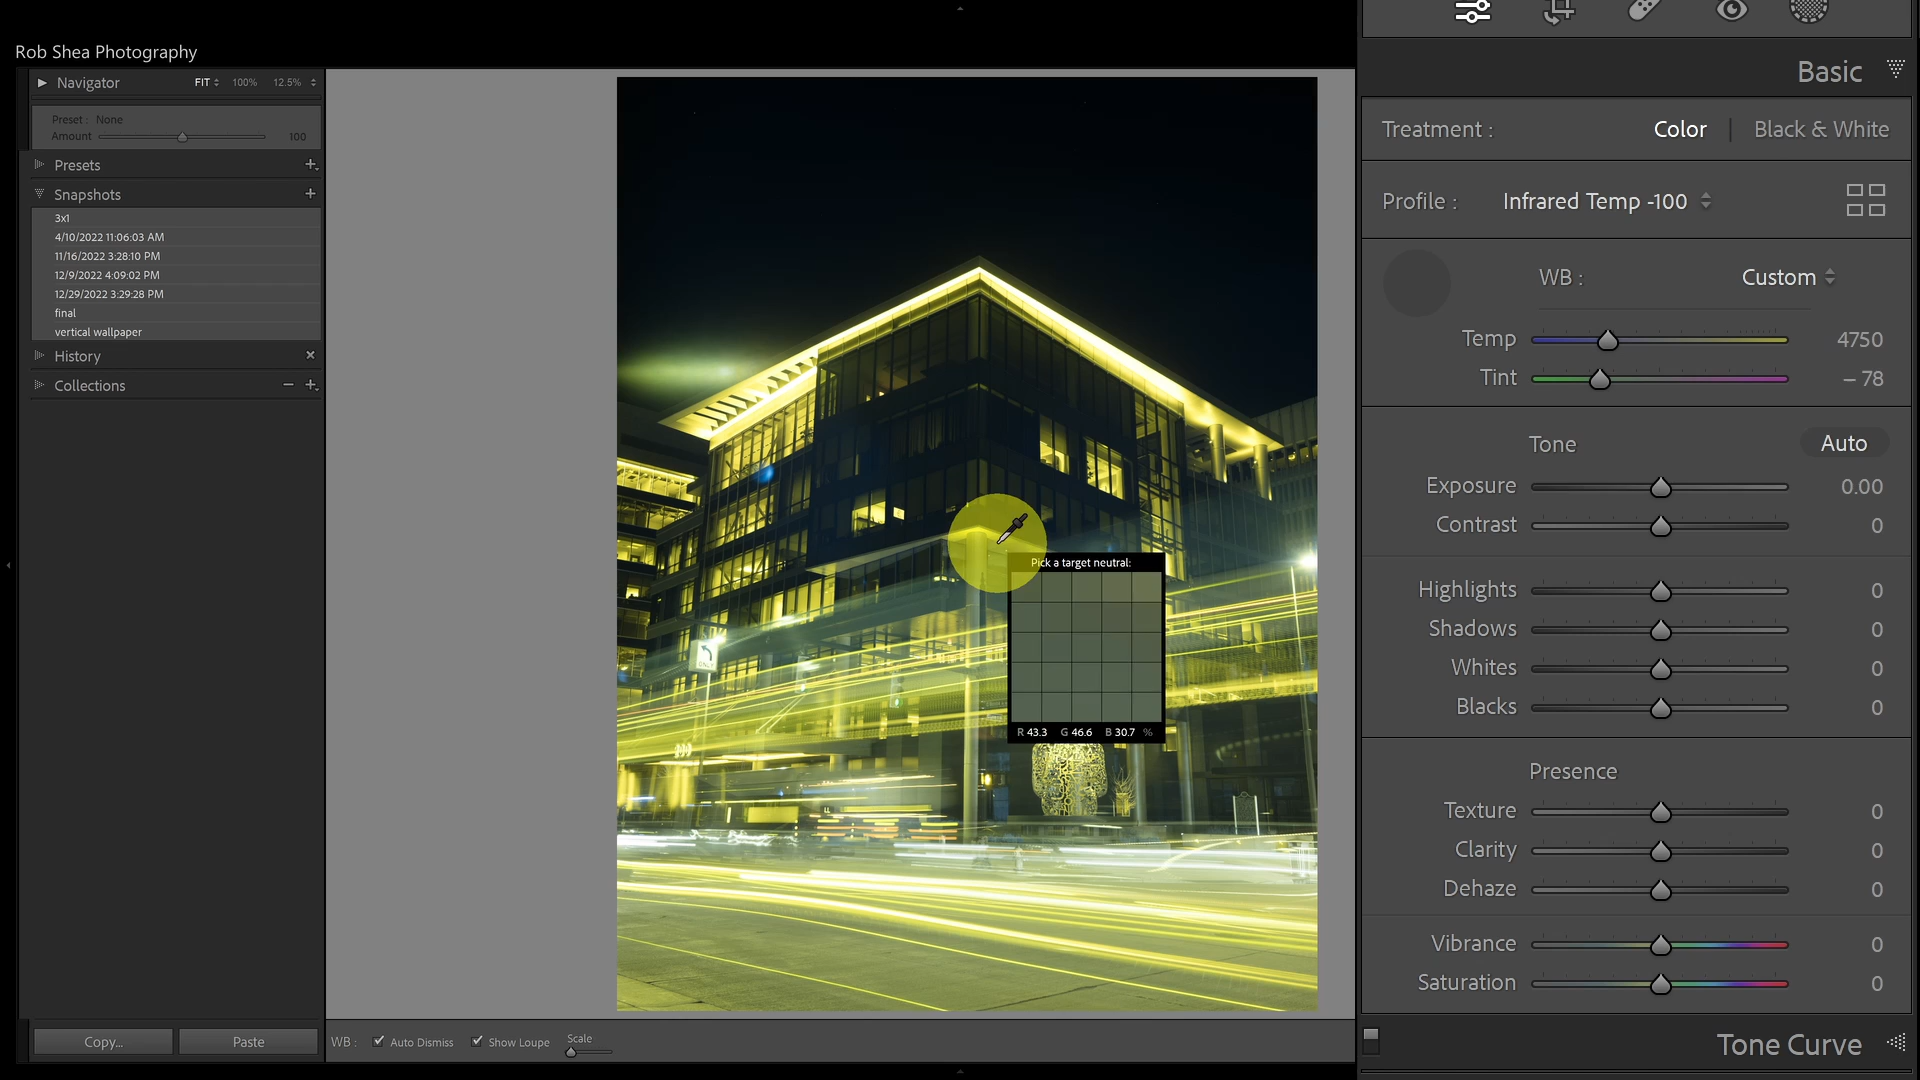 Rob Shea Photography
Navigator FIT 100% 12.5%
Preset : None
Amount 100
Presets
Snapshots
3x1
4/10/2022 11:06:03 AM
11/16/2022 3:28:10 PM
12/9/2022 4:09:02 PM
12/29/2022 3:29:28 PM
final
vertical wallpaper
History
Collections
Copy... Paste
ONLY
Pick a target neutral:
R 43.3 G 46.6 B 30.7 %
WB : Auto Dismiss Show Loupe Scale
Basic
Treatment : Color | Black & White
Profile : Infrared Temp -100
WB : Custom
Temp 4750
Tint – 78
Tone Auto
Exposure 0.00
Contrast 0
Highlights 0
Shadows 0
Whites 0
Blacks 0
Presence
Texture 0
Clarity 0
Dehaze 0
Vibrance 0
Saturation 0
Tone Curve